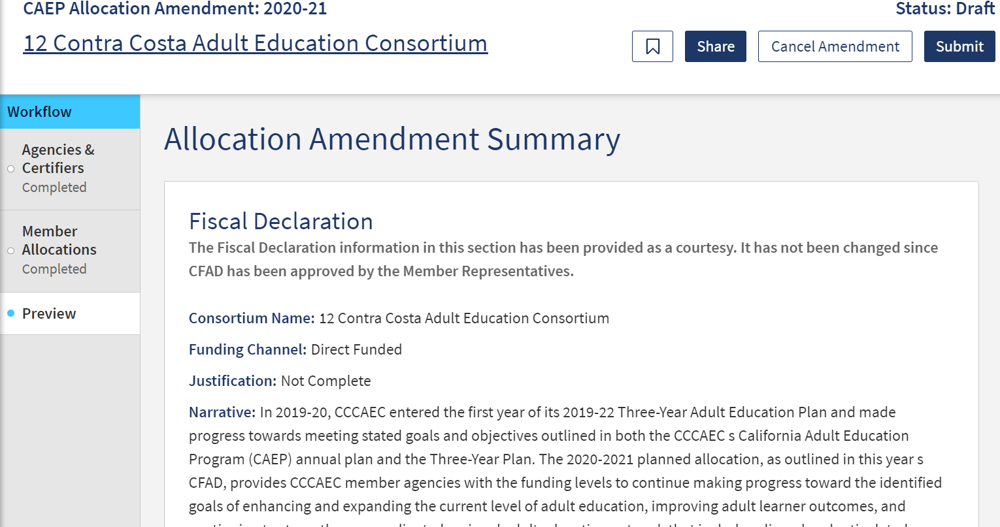 CAEP Allocation Amendment: 2020-21
Status: Draft
12 Contra Costa Adult Education Consortium
Share
Cancel Amendment
Submit
Workflow
Agencies &
Certifiers
Completed
Member
Allocations
Completed
Preview
Allocation Amendment Summary
Fiscal Declaration
The Fiscal Declaration information in this section has been provided as a courtesy. It has not been changed since
CFAD has been approved by the Member Representatives.
Consortium Name: 12 Contra Costa Adult Education Consortium
Funding Channel: Direct Funded
Justification: Not Complete
Narrative: In 2019-20, CCCAEC entered the first year of its 2019-22 Three-Year Adult Education Plan and made
progress towards meeting stated goals and objectives outlined in both the CCCAEC s California Adult Education
Program (CAEP) annual plan and the Three-Year Plan. The 2020-2021 planned allocation, as outlined in this year s
CFAD, provides CCCAEC member agencies with the funding levels to continue making progress toward the identified
goals of enhancing and expanding the current level of adult education, improving adult learner outcomes, and